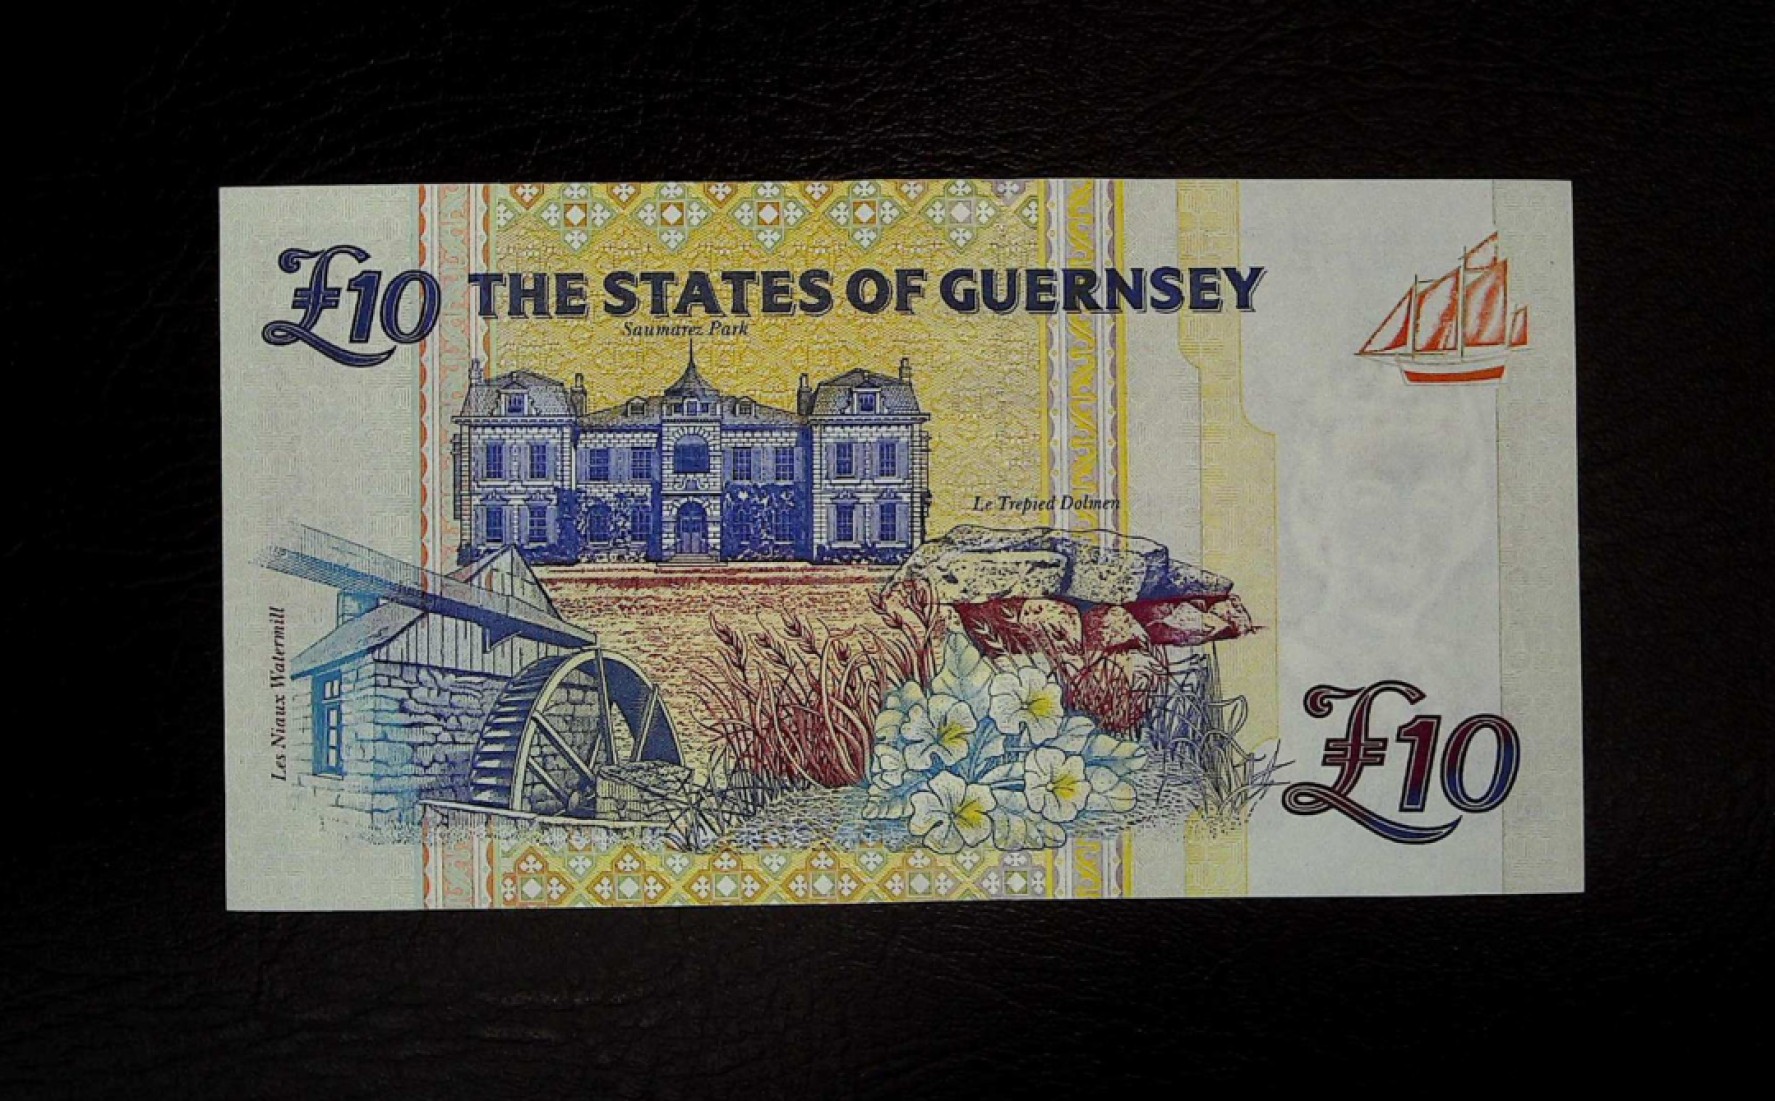 £10 THE STATES OF GUERNSEY
Saumarez Park
Le Trepied Dolmen
Les Niaux Watermill
£10